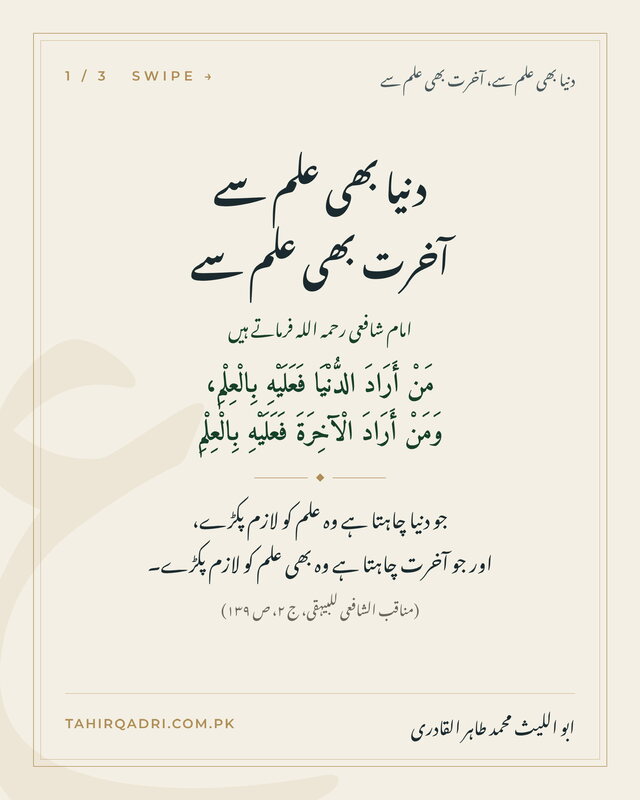 1 / 3 SWIPE →
دنیا بھی علم سے، آخرت بھی علم سے
دنیا بھی علم سے
آخرت بھی علم سے
امام شافعی رحمہ اللہ فرماتے ہیں
مَنْ أَرَادَ الدُّنْيَا فَعَلَيْهِ بِالْعِلْمِ،
وَمَنْ أَرَادَ الْآخِرَةَ فَعَلَيْهِ بِالْعِلْمِ
جو دنیا چاہتا ہے وہ علم کو لازم پکڑے،
اور جو آخرت چاہتا ہے وہ بھی علم کو لازم پکڑے۔
(مناقب الشافعی للبیہقی، ج ۲، ص ۱۳۹)
TAHIRQADRI.COM.PK
ابو اللیث محمد طاہر القادری